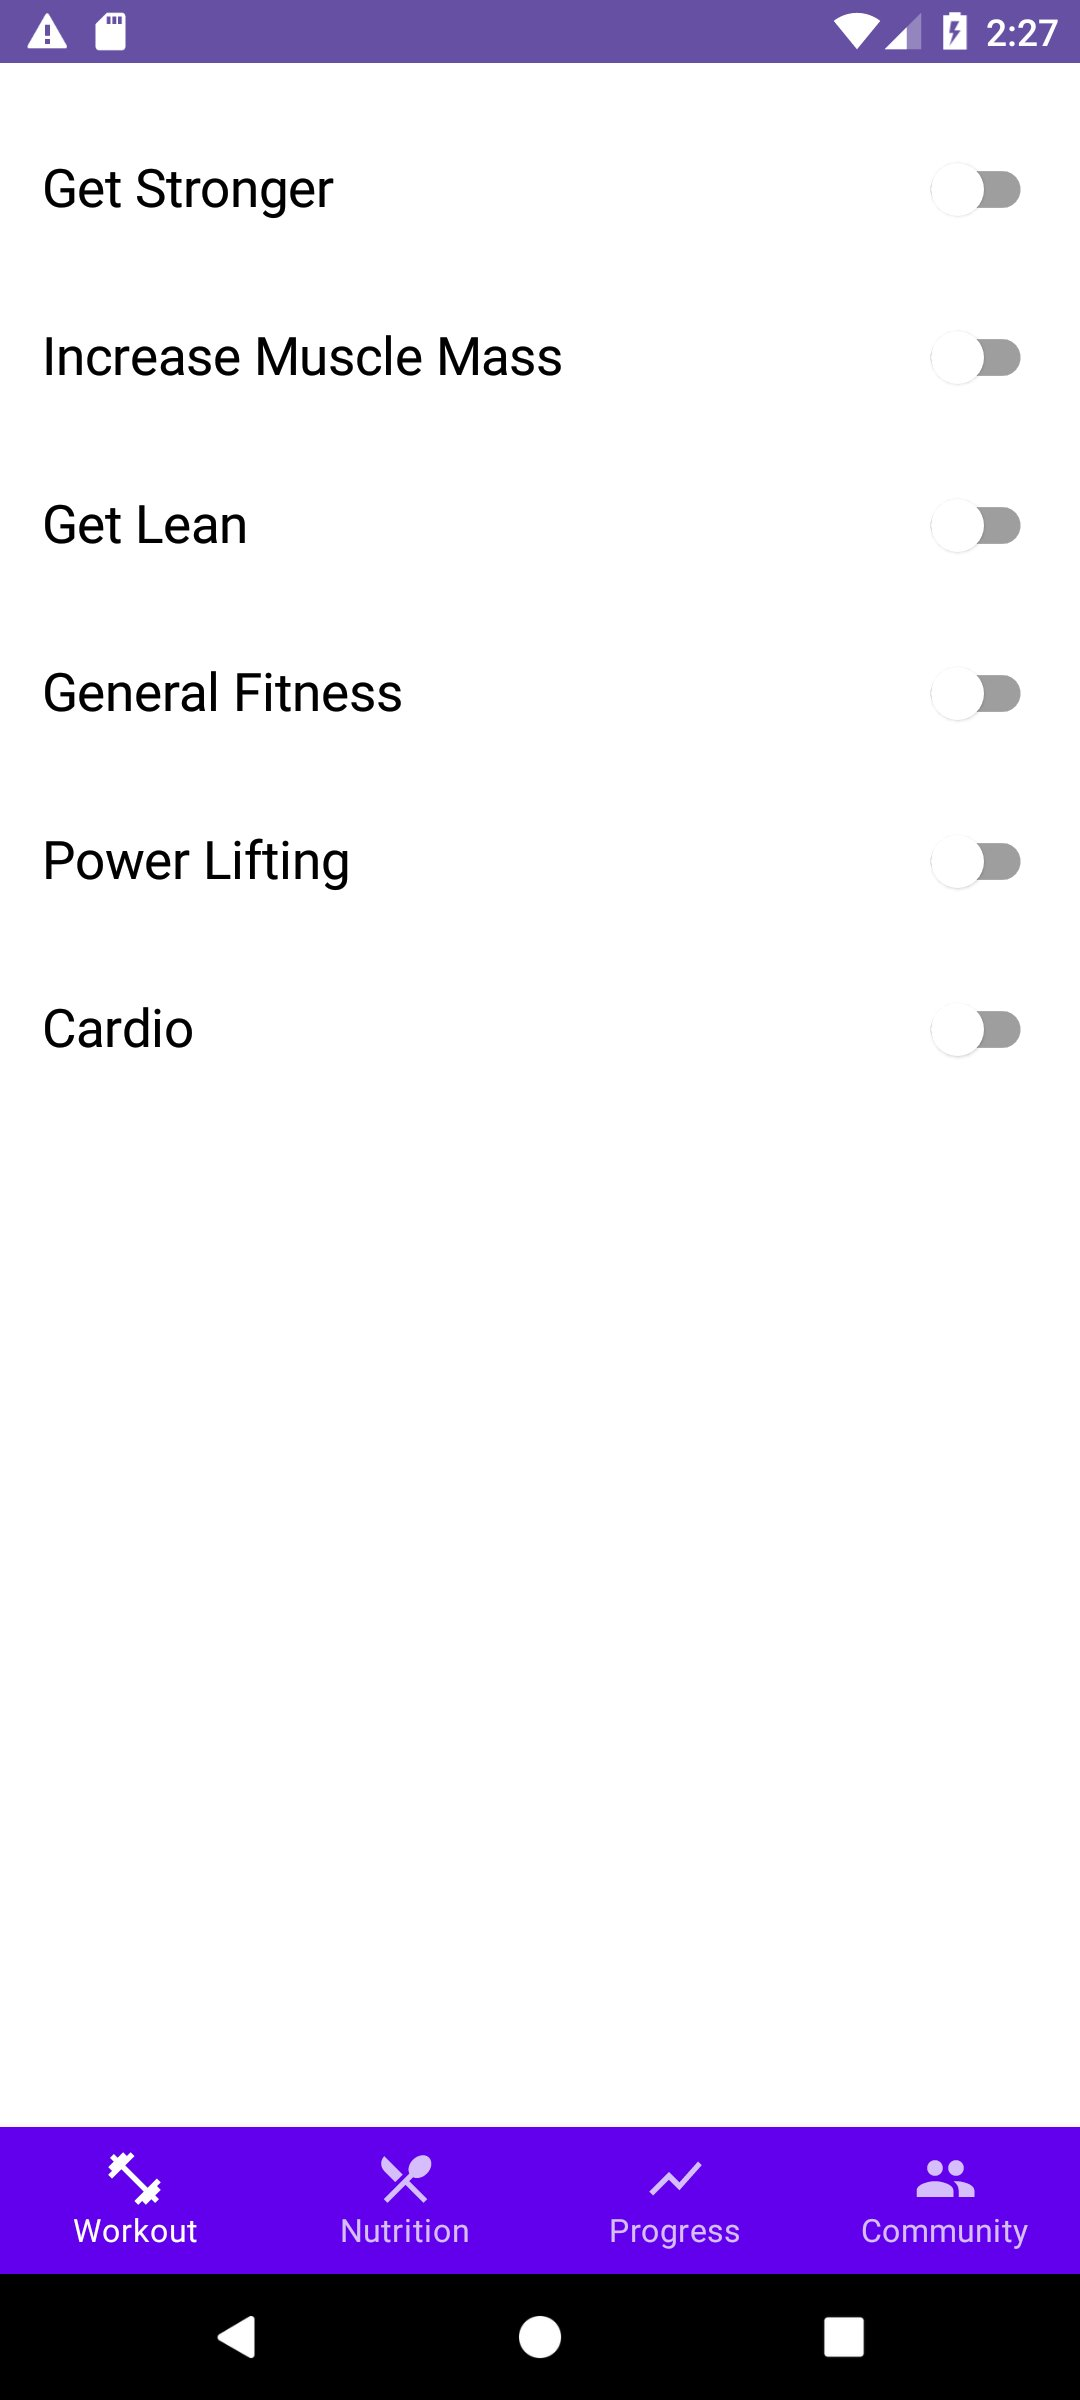 2:27
Get Stronger
Increase Muscle Mass
Get Lean
General Fitness
Power Lifting
Cardio
Workout
Nutrition
Progress
Community